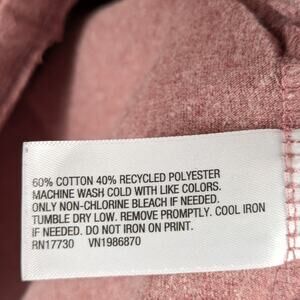 60% COTTON 40% RECYCLED POLYESTER
MACHINE WASH COLD WITH LIKE COLORS.
ONLY NON-CHLORINE BLEACH IF NEEDED.
TUMBLE DRY LOW. REMOVE PROMPTLY. COOL IRON
IF NEEDED. DO NOT IRON ON PRINT.
RN17730 VN1986870